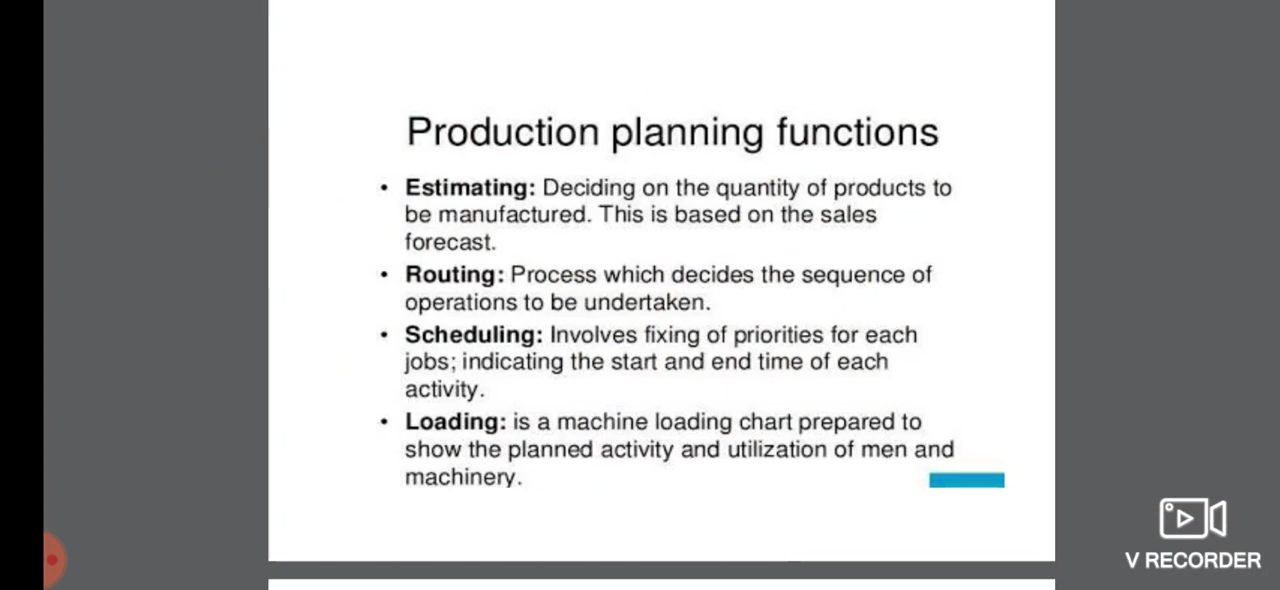 Production planning functions
• Estimating: Deciding on the quantity of products to
be manufactured. This is based on the sales
forecast.
• Routing: Process which decides the sequence of
operations to be undertaken.
• Scheduling: Involves fixing of priorities for each
jobs; indicating the start and end time of each
activity.
• Loading: is a machine loading chart prepared to
show the planned activity and utilization of men and
machinery.
V RECORDER